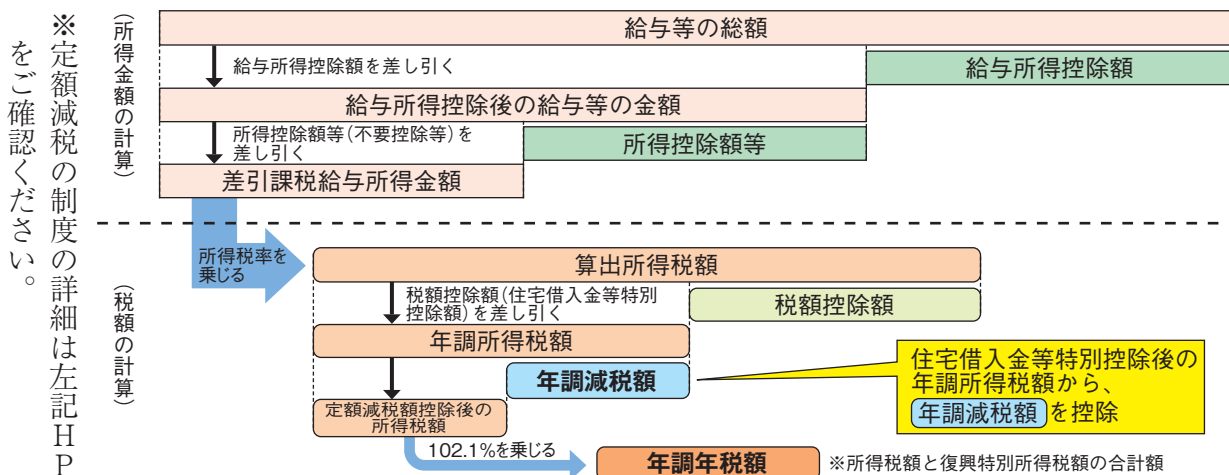 ※定額減税の制度の詳細は左記HP
をご確認ください。
(所得金額の計算)
給与等の総額
給与所得控除額を差し引く
給与所得控除額
給与所得控除後の給与等の金額
所得控除額等(不要控除等)を
差し引く
所得控除額等
差引課税給与所得金額
(税額の計算)
所得税率を
乗じる
算出所得税額
税額控除額(住宅借入金等特別
控除額)を差し引く
税額控除額
年調所得税額
年調減税額
住宅借入金等特別控除後の
年調所得税額から、
年調減税額を控除
定額減税額控除後の
所得税額
102.1%を乗じる
年調年税額
※所得税額と復興特別所得税額の合計額